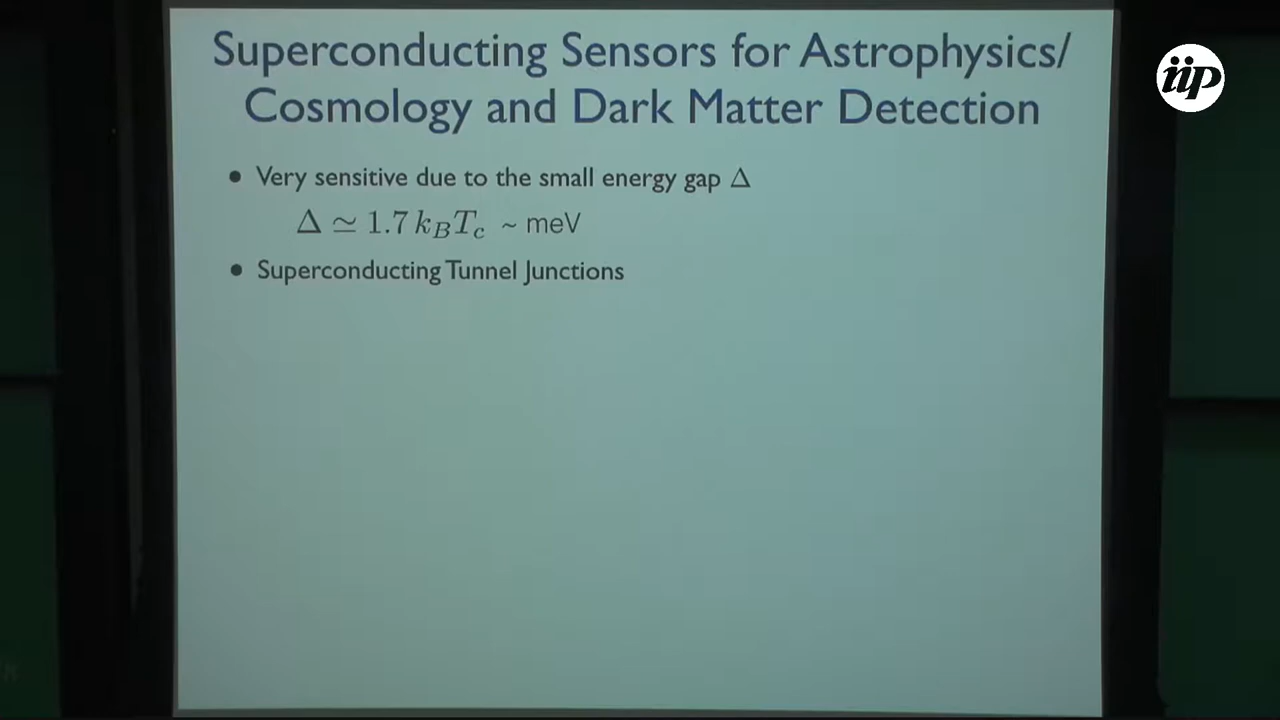 Superconducting Sensors for Astrophysics/
Cosmology and Dark Matter Detection
iip
• Very sensitive due to the small energy gap Δ
Δ ≃ 1.7 k_B T_c ~ meV
• Superconducting Tunnel Junctions